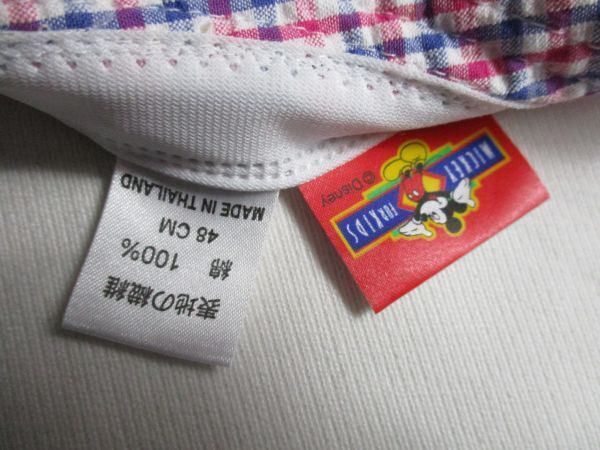 表地の繊維
綿 100%
48 CM
MADE IN THAILAND
MICKEY
FOR KIDS
©Disney